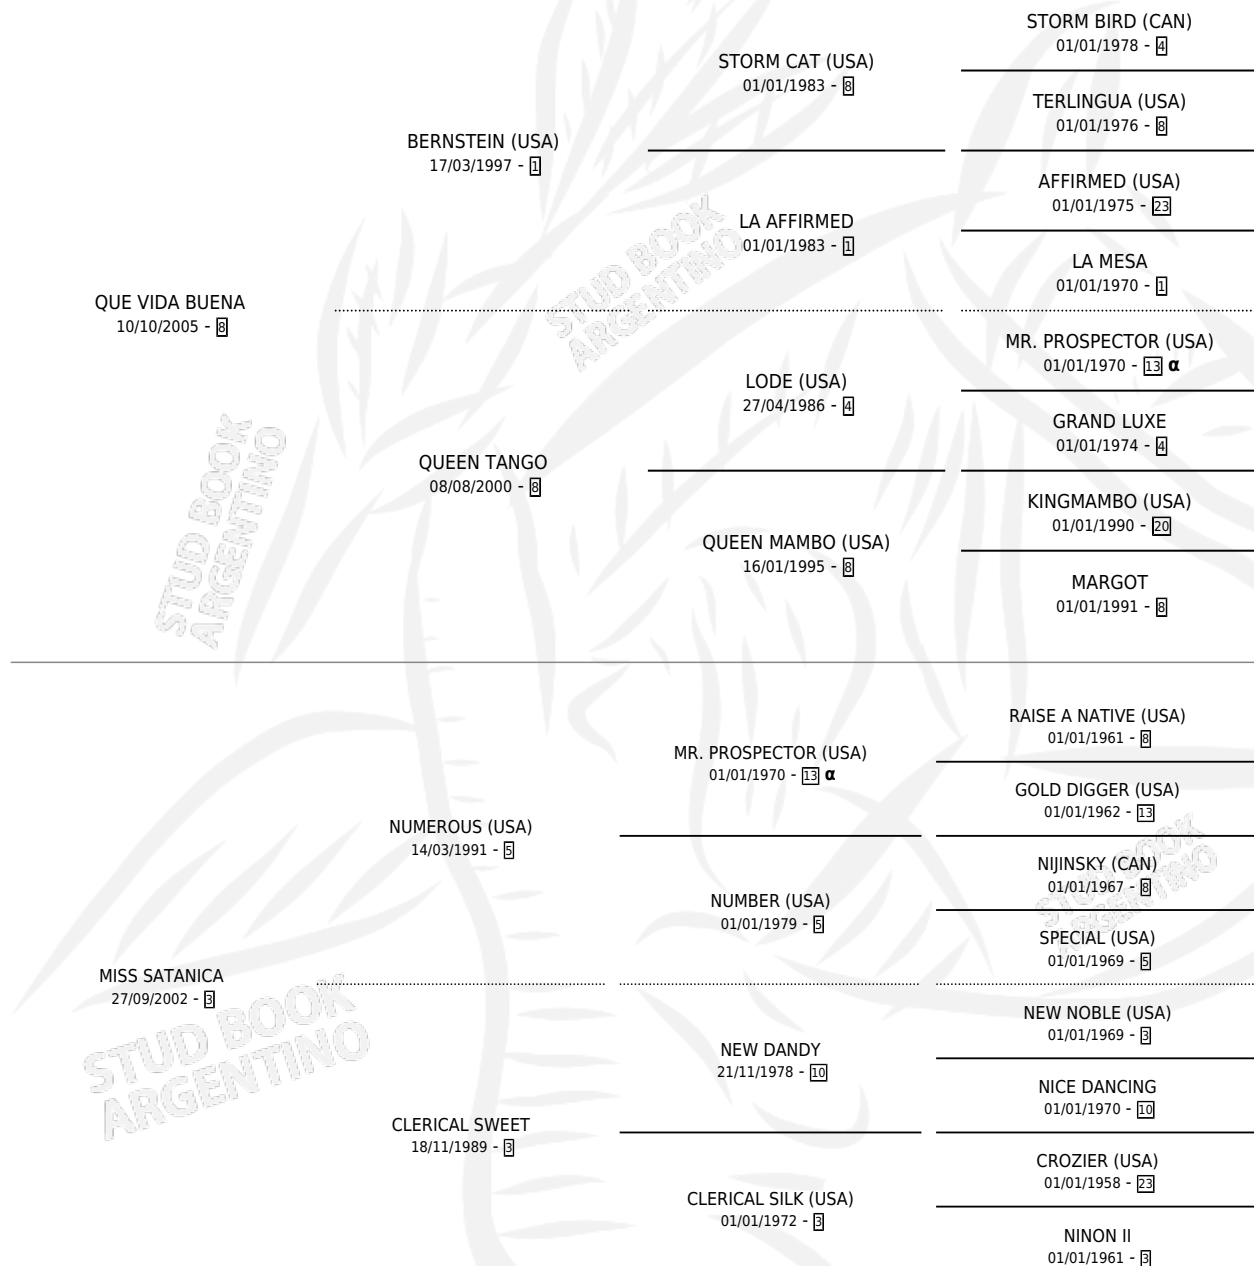 STORM BIRD (CAN)
01/01/1978 - 4
STORM CAT (USA)
01/01/1983 - 8
TERLINGUA (USA)
01/01/1976 - 8
BERNSTEIN (USA)
17/03/1997 - 1
AFFIRMED (USA)
01/01/1975 - 23
LA AFFIRMED
01/01/1983 - 1
LA MESA
01/01/1970 - 1
QUE VIDA BUENA
10/10/2005 - 8
MR. PROSPECTOR (USA)
01/01/1970 - 13 α
LODE (USA)
27/04/1986 - 4
GRAND LUXE
01/01/1974 - 4
QUEEN TANGO
08/08/2000 - 8
KINGMAMBO (USA)
01/01/1990 - 20
QUEEN MAMBO (USA)
16/01/1995 - 8
MARGOT
01/01/1991 - 8
RAISE A NATIVE (USA)
01/01/1961 - 8
MR. PROSPECTOR (USA)
01/01/1970 - 13 α
GOLD DIGGER (USA)
01/01/1962 - 13
NUMEROUS (USA)
14/03/1991 - 5
NIJINSKY (CAN)
01/01/1967 - 8
NUMBER (USA)
01/01/1979 - 5
SPECIAL (USA)
01/01/1969 - 5
MISS SATANICA
27/09/2002 - 3
NEW NOBLE (USA)
01/01/1969 - 3
NEW DANDY
21/11/1978 - 10
NICE DANCING
01/01/1970 - 10
CLERICAL SWEET
18/11/1989 - 3
CROZIER (USA)
01/01/1958 - 23
CLERICAL SILK (USA)
01/01/1972 - 3
NINON II
01/01/1961 - 3
STUD BOOK
ARGENTINO
STUD BOOK
ARGENTINO
STUD BOOK
ARGENTINO
STUD BOOK
ARGENTINO